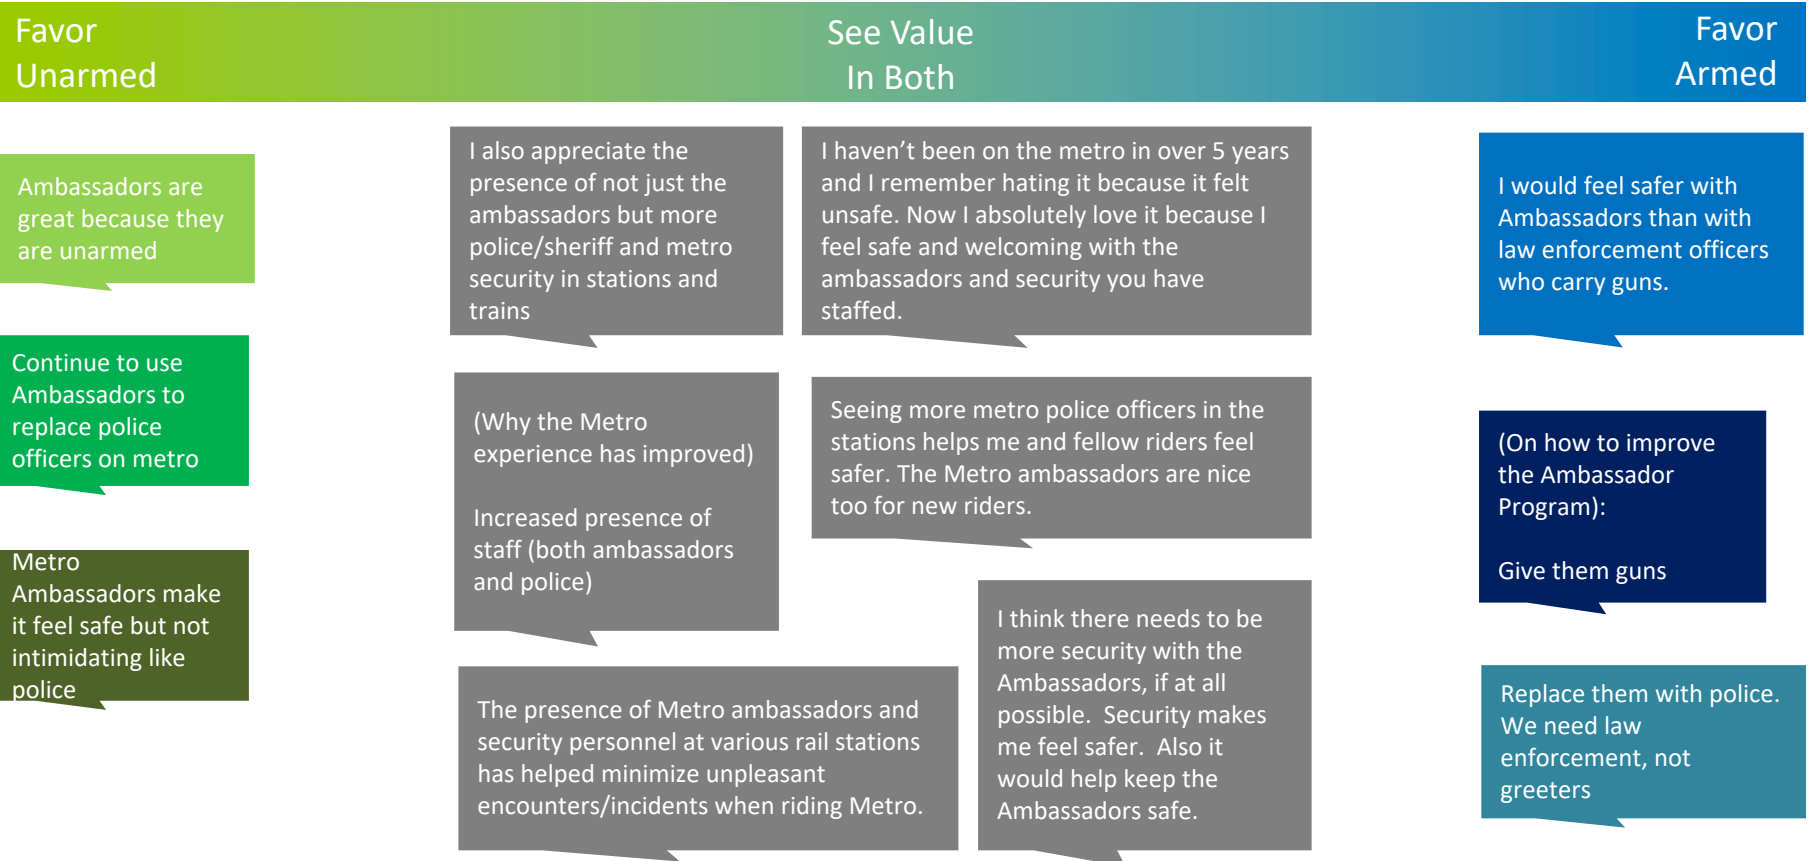 Favor
Unarmed
See Value
In Both
Favor
Armed
Ambassadors are
great because they
are unarmed
Continue to use
Ambassadors to
replace police
officers on metro
Metro
Ambassadors make
it feel safe but not
intimidating like
police
I also appreciate the
presence of not just the
ambassadors but more
police/sheriff and metro
security in stations and
trains
I haven’t been on the metro in over 5 years
and I remember hating it because it felt
unsafe. Now I absolutely love it because I
feel safe and welcoming with the
ambassadors and security you have
staffed.
(Why the Metro
experience has improved)
Increased presence of
staff (both ambassadors
and police)
Seeing more metro police officers in the
stations helps me and fellow riders feel
safer. The Metro ambassadors are nice
too for new riders.
The presence of Metro ambassadors and
security personnel at various rail stations
has helped minimize unpleasant
encounters/incidents when riding Metro.
I think there needs to be
more security with the
Ambassadors, if at all
possible.  Security makes
me feel safer.  Also it
would help keep the
Ambassadors safe.
I would feel safer with
Ambassadors than with
law enforcement officers
who carry guns.
(On how to improve
the Ambassador
Program):
Give them guns
Replace them with police.
We need law
enforcement, not
greeters